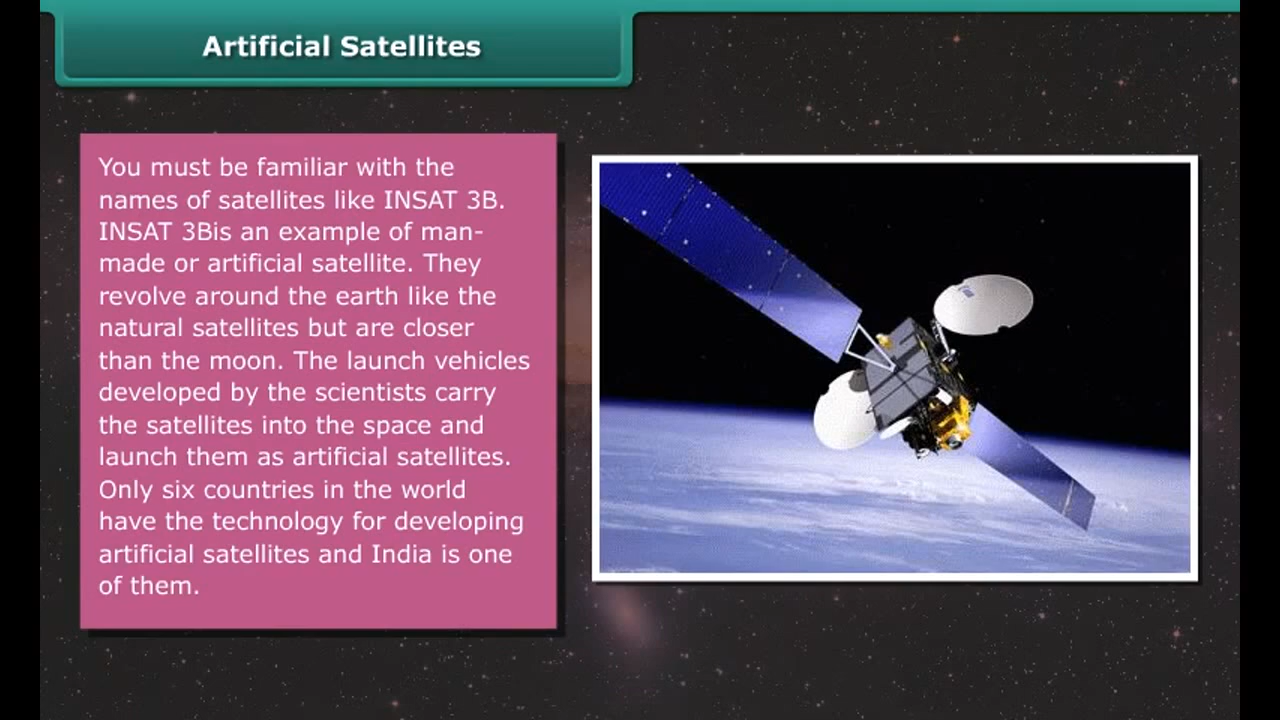 Artificial Satellites
You must be familiar with the
names of satellites like INSAT 3B.
INSAT 3Bis an example of man-
made or artificial satellite. They
revolve around the earth like the
natural satellites but are closer
than the moon. The launch vehicles
developed by the scientists carry
the satellites into the space and
launch them as artificial satellites.
Only six countries in the world
have the technology for developing
artificial satellites and India is one
of them.